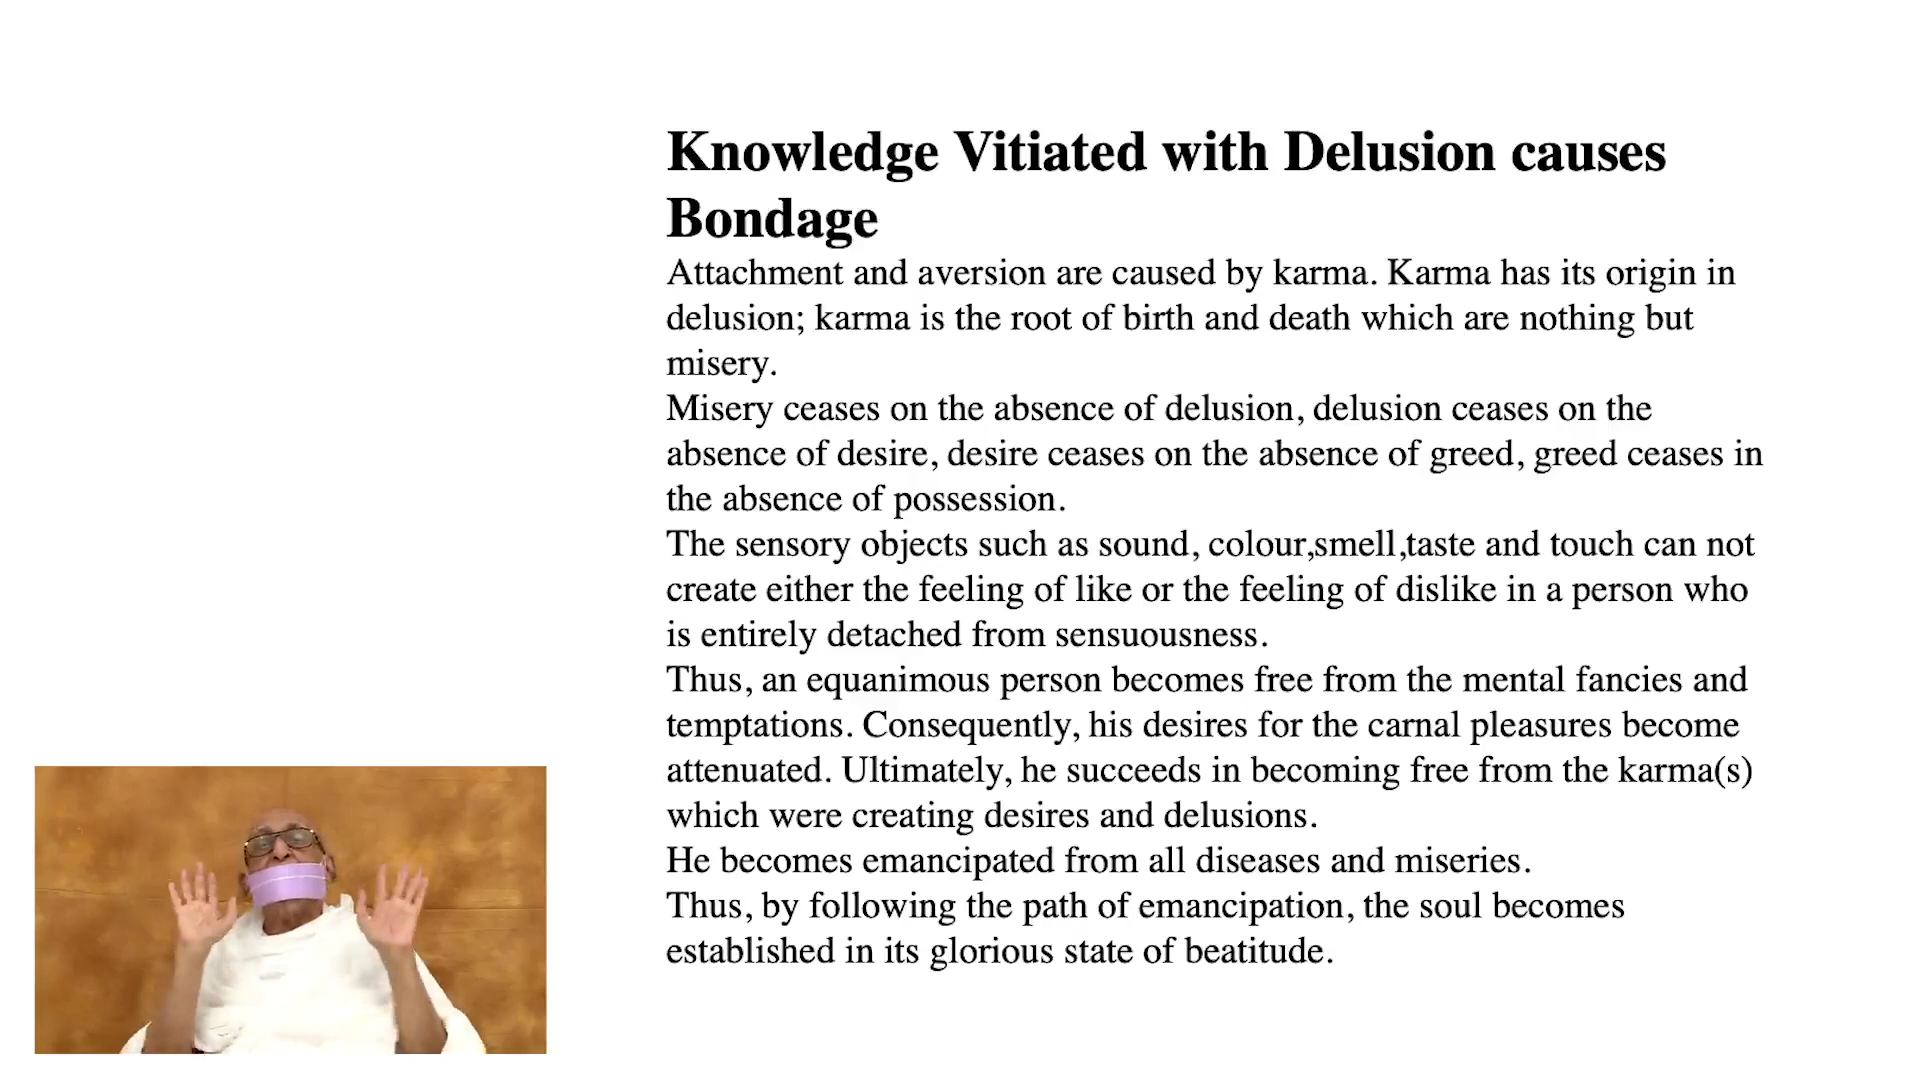 Knowledge Vitiated with Delusion causes
Bondage
Attachment and aversion are caused by karma. Karma has its origin in
delusion; karma is the root of birth and death which are nothing but
misery.
Misery ceases on the absence of delusion, delusion ceases on the
absence of desire, desire ceases on the absence of greed, greed ceases in
the absence of possession.
The sensory objects such as sound, colour,smell,taste and touch can not
create either the feeling of like or the feeling of dislike in a person who
is entirely detached from sensuousness.
Thus, an equanimous person becomes free from the mental fancies and
temptations. Consequently, his desires for the carnal pleasures become
attenuated. Ultimately, he succeeds in becoming free from the karma(s)
which were creating desires and delusions.
He becomes emancipated from all diseases and miseries.
Thus, by following the path of emancipation, the soul becomes
established in its glorious state of beatitude.